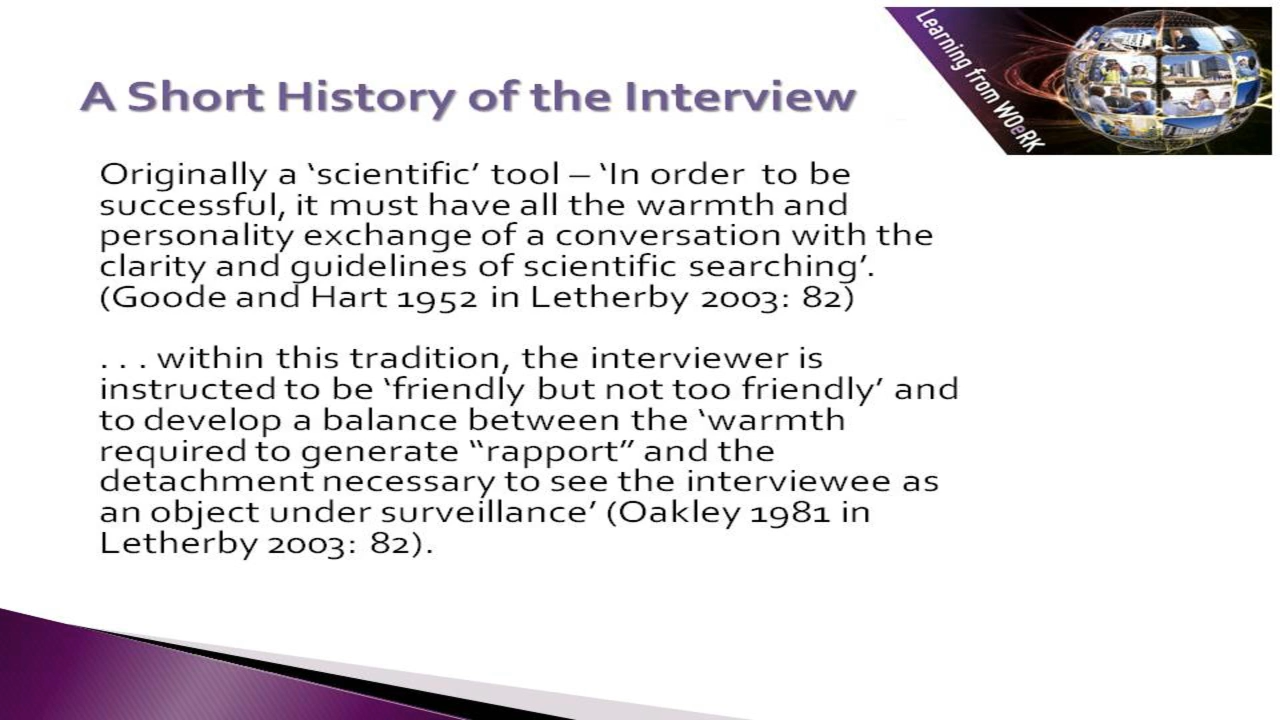 Learning from WOeRK
A Short History of the Interview
Originally a ‘scientific’ tool – ‘In order to be
successful, it must have all the warmth and
personality exchange of a conversation with the
clarity and guidelines of scientific searching’.
(Goode and Hart 1952 in Letherby 2003: 82)
. . . within this tradition, the interviewer is
instructed to be ‘friendly but not too friendly’ and
to develop a balance between the ‘warmth
required to generate “rapport” and the
detachment necessary to see the interviewee as
an object under surveillance’ (Oakley 1981 in
Letherby 2003: 82).